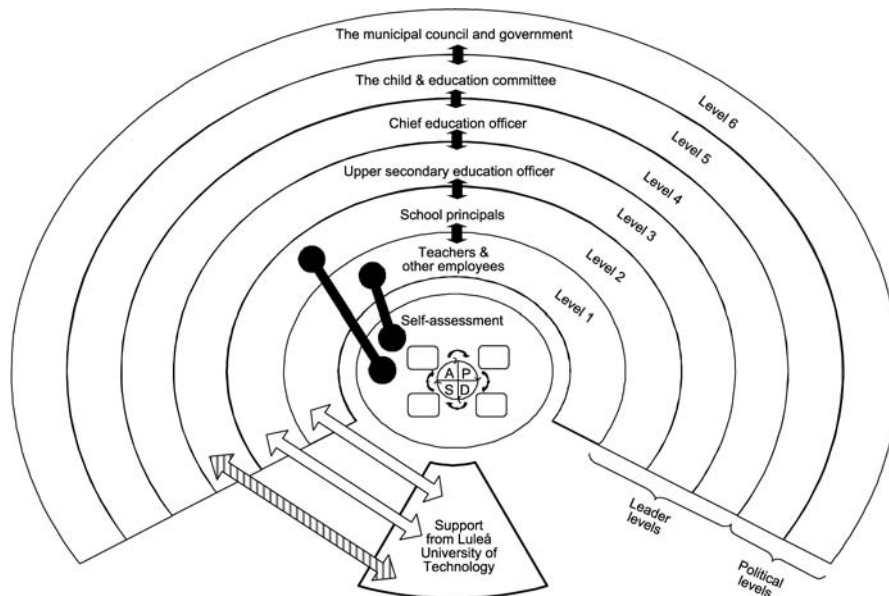 The municipal council and government
Level 6
The child & education committee
Level 5
Chief education officer
Level 4
Upper secondary education officer
Level 3
School principals
Level 2
Teachers &
other employees
Level 1
Self-assessment
A P
S D
Support
from Luleå
University of
Technology
Leader
levels
Political
levels